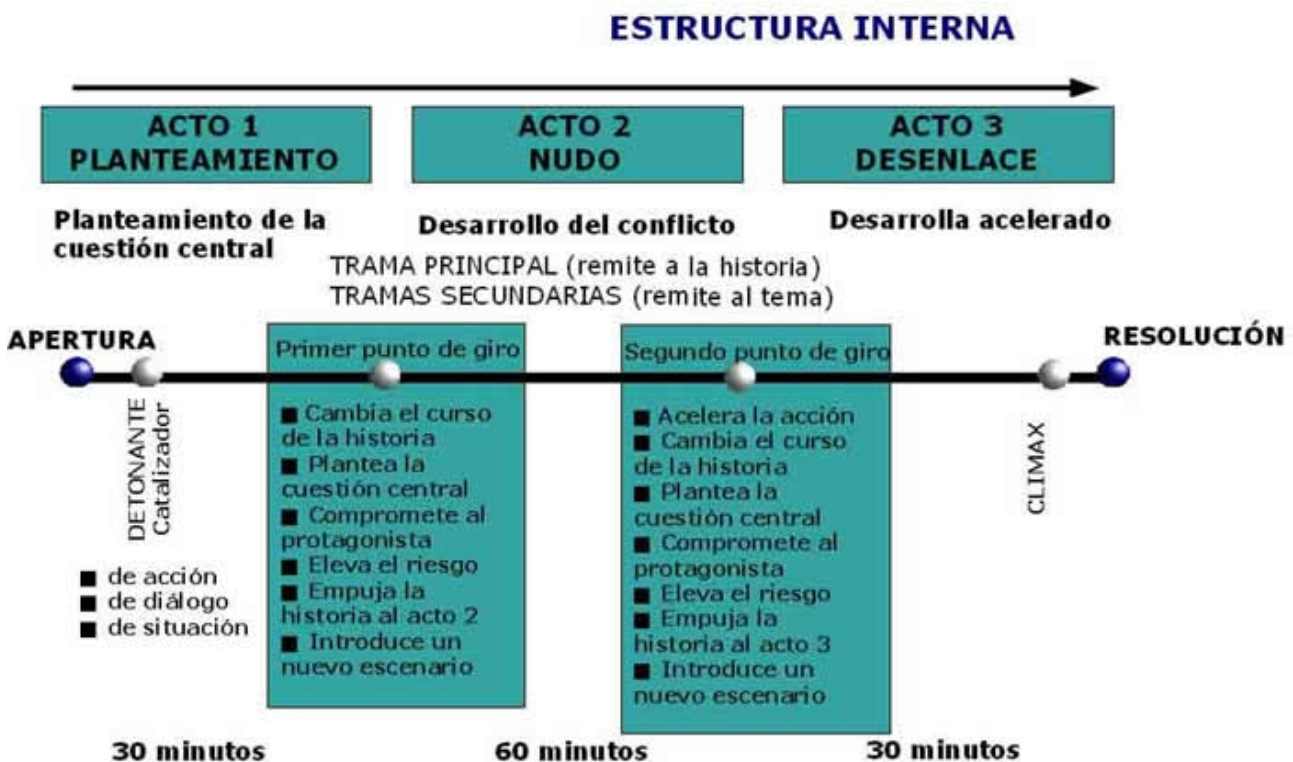 ESTRUCTURA INTERNA
ACTO 1
PLANTEAMIENTO
ACTO 2
NUDO
ACTO 3
DESENLACE
Planteamiento de la
cuestión central
Desarrollo del conflicto
Desarrolla acelerado
TRAMA PRINCIPAL (remite a la historia)
TRAMAS SECUNDARIAS (remite al tema)
APERTURA
Primer punto de giro
Segundo punto de giro
RESOLUCIÓN
DETONANTE
Catalizador
■ de acción
■ de diálogo
■ de situación
■ Cambia el curso
de la historia
■ Plantea la
cuestión central
■ Compromete al
protagonista
■ Eleva el riesgo
■ Empuja la
historia al acto 2
■ Introduce un
nuevo escenario
■ Acelera la acción
■ Cambia el curso
de la historia
■ Plantea la
cuestión central
■ Compromete al
protagonista
■ Eleva el riesgo
■ Empuja la
historia al acto 3
■ Introduce un
nuevo escenario
CLIMAX
30 minutos
60 minutos
30 minutos